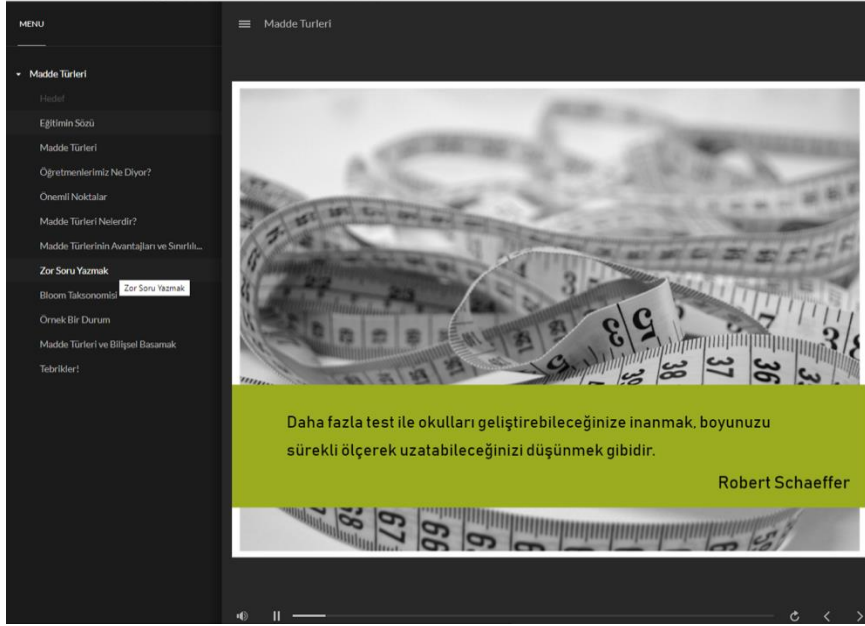 MENU
Madde Türleri
Hedef
Eğitimin Sözü
Madde Türleri
Öğretmenlerimiz Ne Diyor?
Önemli Noktalar
Madde Türleri Nelerdir?
Madde Türlerinin Avantajları ve Sınırlılı...
Zor Soru Yazmak
Zor Soru Yazmak
Bloom Taksonomisi
Örnek Bir Durum
Madde Türleri ve Bilişsel Basamak
Tebrikler!
Madde Turleri
Daha fazla test ile okulları geliştirebileceğinize inanmak, boyunuzu
sürekli ölçerek uzatabileceğinizi düşünmek gibidir.
Robert Schaeffer